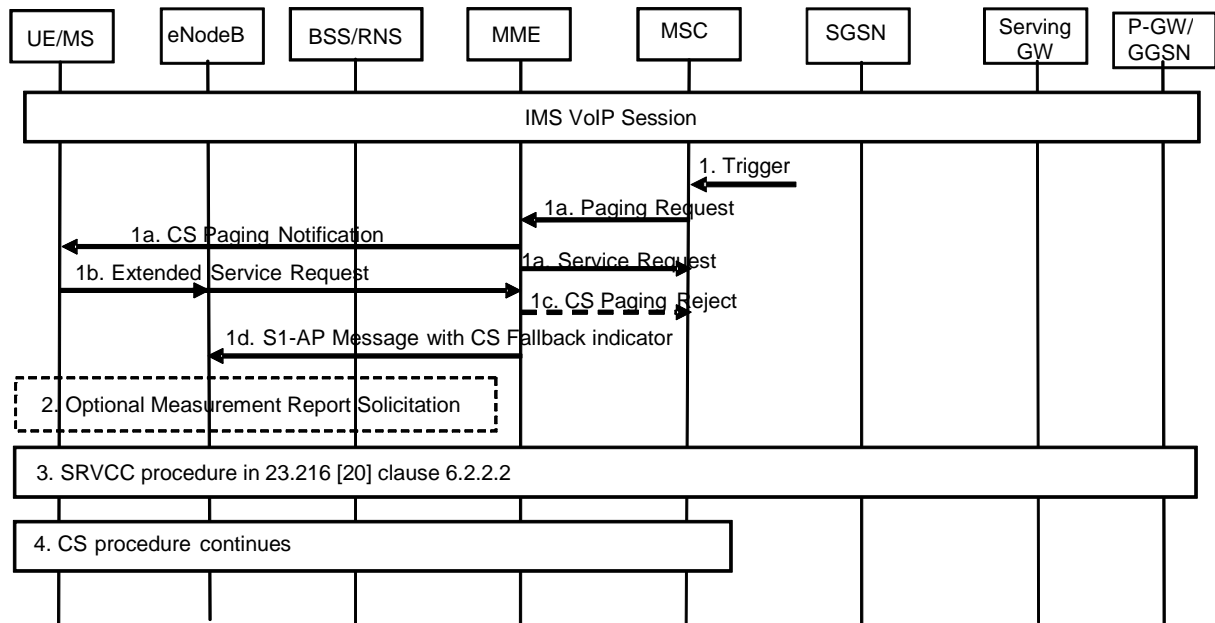 UE/MS
eNodeB
BSS/RNS
MME
MSC
SGSN
Serving
GW
P-GW/
GGSN
IMS VoIP Session
1. Trigger
1a. Paging Request
1a. CS Paging Notification
1a. Service Request
1b. Extended Service Request
1c. CS Paging Reject
1d. S1-AP Message with CS Fallback indicator
2. Optional Measurement Report Solicitation
3. SRVCC procedure in 23.216 [20] clause 6.2.2.2
4. CS procedure continues